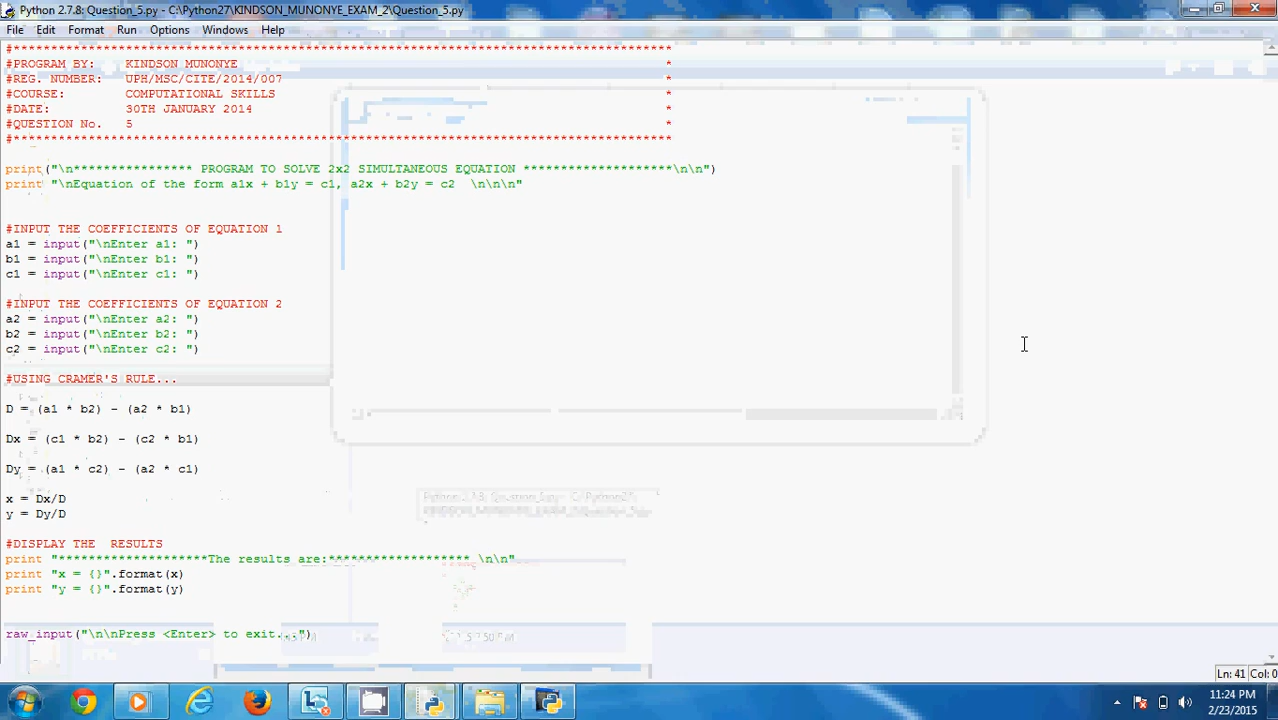 Python 2.7.8: Question_5.py - C:\Python27\KINDSON_MUNONYE_EXAM_2\Question_5.py
File Edit Format Run Options Windows Help
#****************************************************************************************
#PROGRAM BY: KINDSON MUNONYE *
#REG. NUMBER: UPH/MSC/CITE/2014/007 *
#COURSE: COMPUTATIONAL SKILLS *
#DATE: 30TH JANUARY 2014 *
#QUESTION No. 5 *
#****************************************************************************************
print("\n**************** PROGRAM TO SOLVE 2x2 SIMULTANEOUS EQUATION ********************\n\n")
print "\nEquation of the form a1x + b1y = c1, a2x + b2y = c2  \n\n\n"
#INPUT THE COEFFICIENTS OF EQUATION 1
a1 = input("\nEnter a1: ")
b1 = input("\nEnter b1: ")
c1 = input("\nEnter c1: ")
#INPUT THE COEFFICIENTS OF EQUATION 2
a2 = input("\nEnter a2: ")
b2 = input("\nEnter b2: ")
c2 = input("\nEnter c2: ")
#USING CRAMER'S RULE...
D = (a1 * b2) - (a2 * b1)
Dx = (c1 * b2) - (c2 * b1)
Dy = (a1 * c2) - (a2 * c1)
x = Dx/D
y = Dy/D
#DISPLAY THE  RESULTS
print "********************The results are:******************* \n\n"
print "x = {}".format(x)
print "y = {}".format(y)
raw_input("\n\nPress <Enter> to exit...")
Ln: 41 Col: 0
11:24 PM
2/23/2015